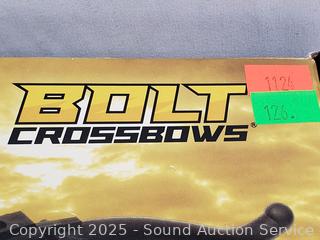 BOLT
CROSSBOWS®
1124
126.
Copyright 2025 - Sound Auction Service